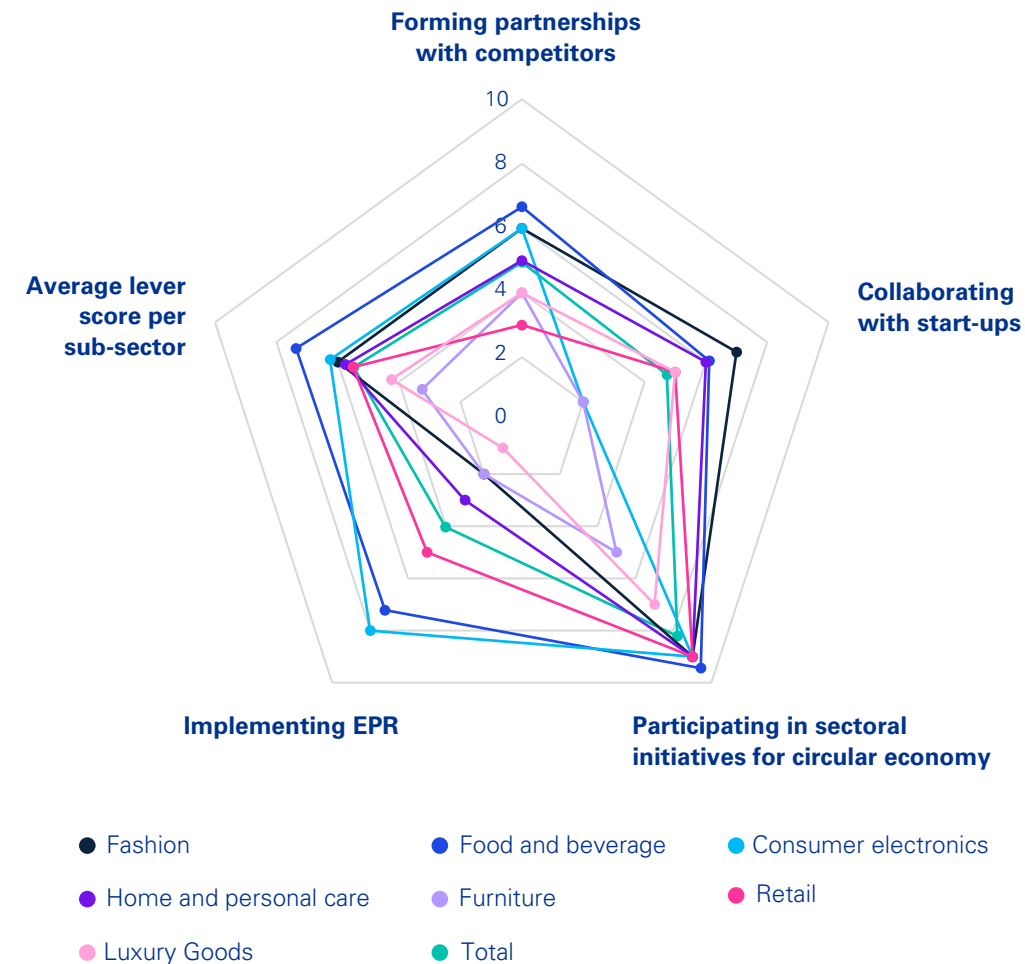 Forming partnerships
with competitors
10
8
6
4
2
0
Average lever
score per
sub-sector
Collaborating
with start-ups
Implementing EPR
Participating in sectoral
initiatives for circular economy
Fashion
Food and beverage
Consumer electronics
Home and personal care
Furniture
Retail
Luxury Goods
Total